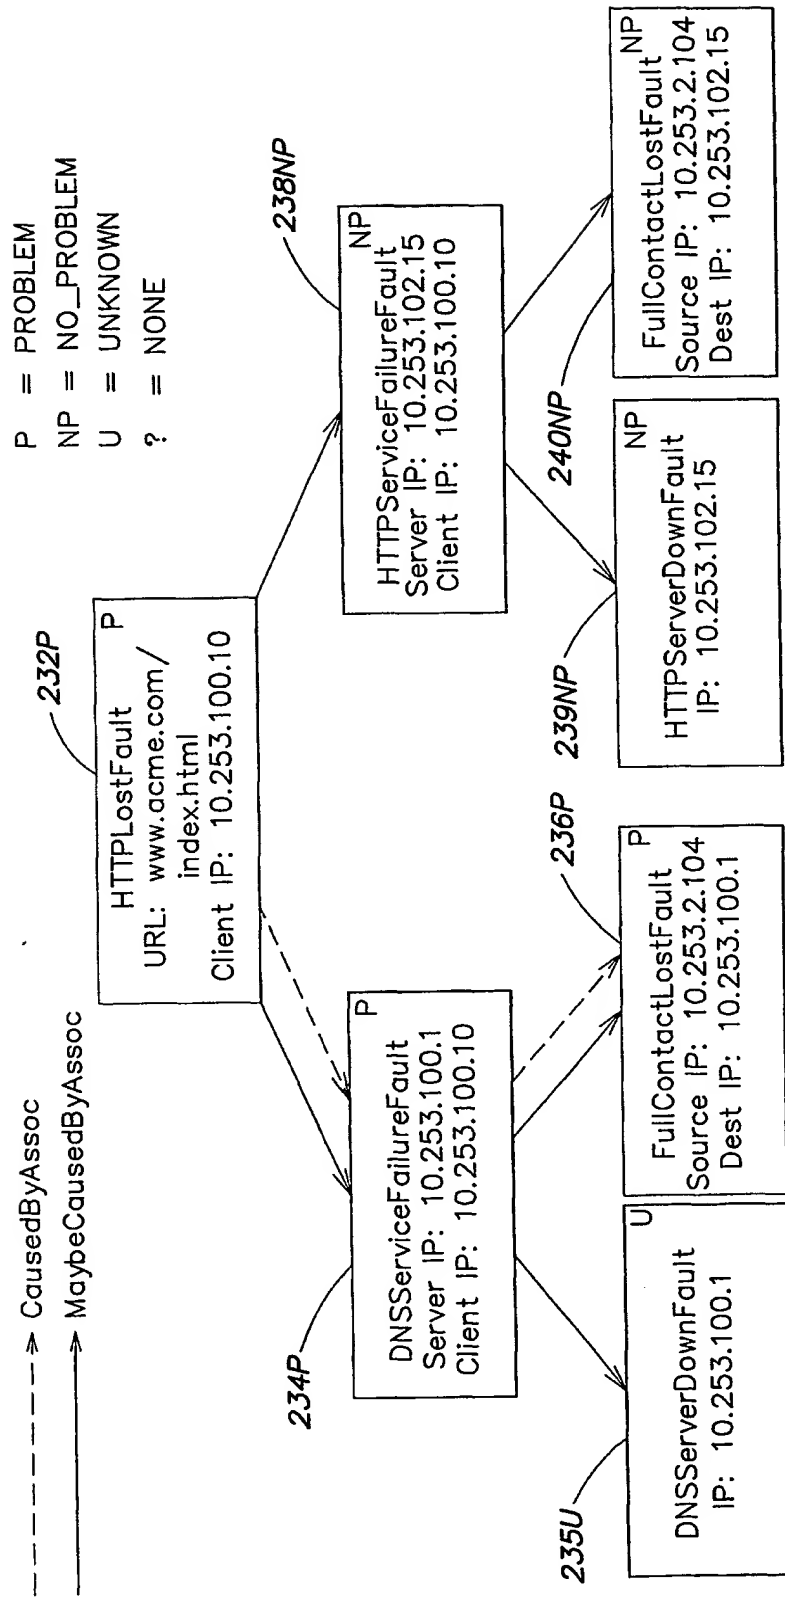 CausedByAssoc
MaybeCausedByAssoc
P = PROBLEM
NP = NO_PROBLEM
U = UNKNOWN
? = NONE
232P
HTTPLostFault
P
URL: www.acme.com/
index.html
Client IP: 10.253.100.10
234P
DNSServiceFailureFault
P
Server IP: 10.253.100.1
Client IP: 10.253.100.10
238NP
HTTPServiceFailureFault
NP
Server IP: 10.253.102.15
Client IP: 10.253.100.10
235U
DNSServerDownFault
U
IP: 10.253.100.1
236P
FullContactLostFault
P
Source IP: 10.253.2.104
Dest IP: 10.253.100.1
239NP
HTTPServerDownFault
NP
IP: 10.253.102.15
240NP
FullContactLostFault
NP
Source IP: 10.253.2.104
Dest IP: 10.253.102.15